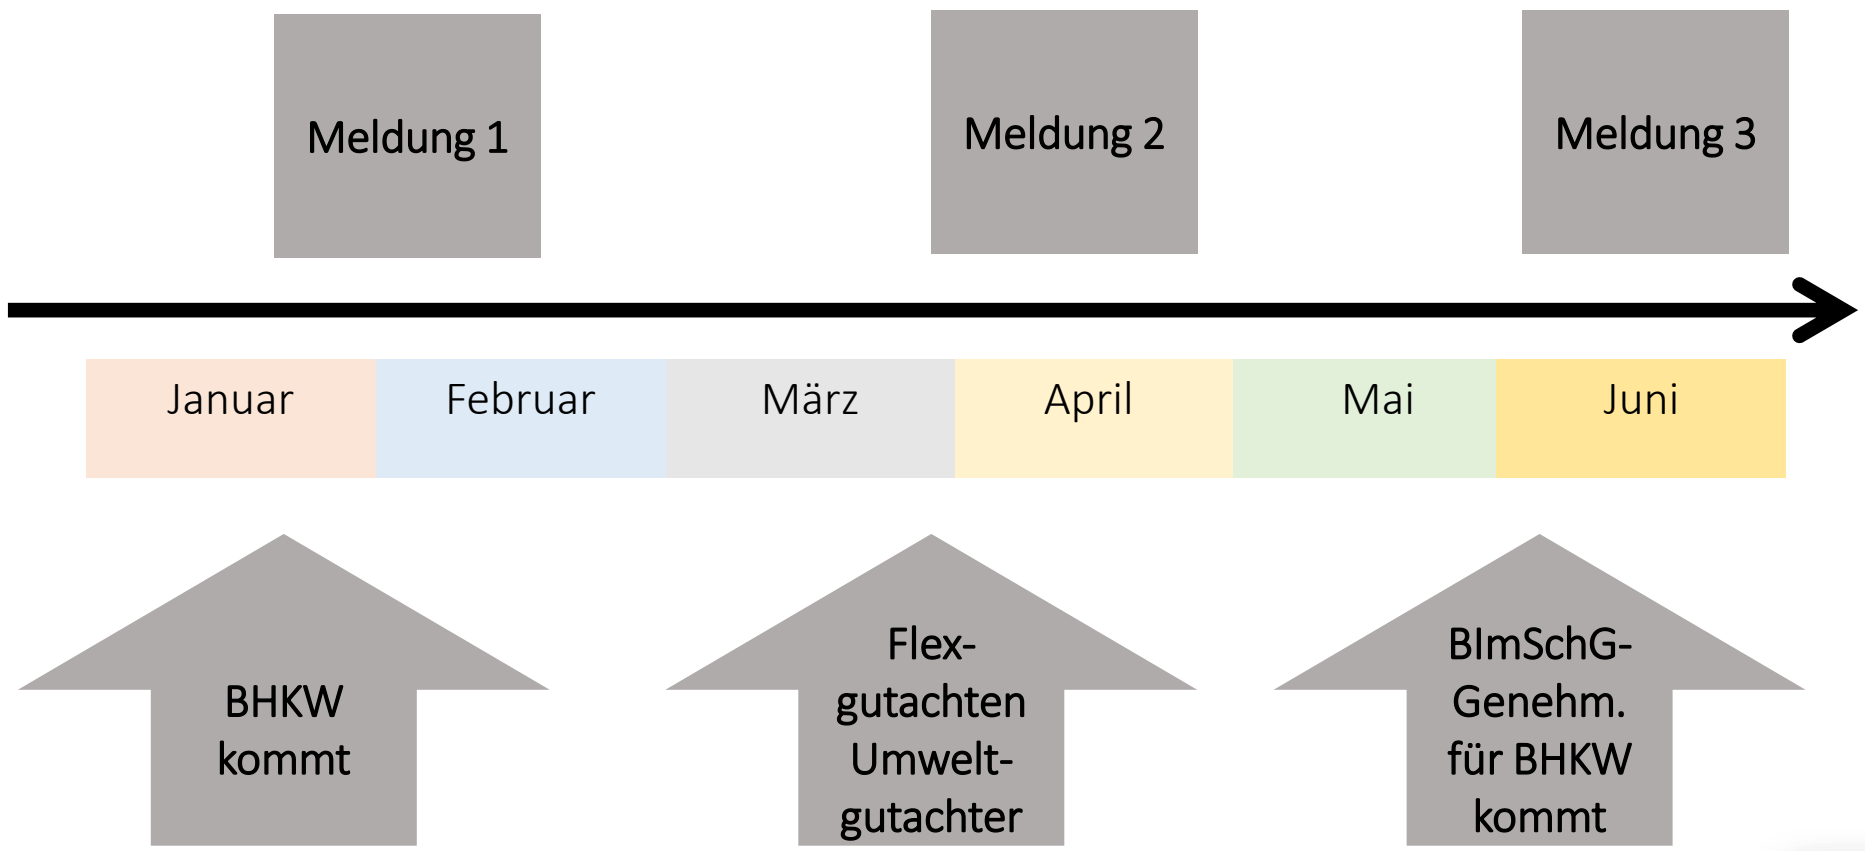 Meldung 1
Meldung 2
Meldung 3
Januar
Februar
März
April
Mai
Juni
BHKW
kommt
Flex-
gutachten
Umwelt-
gutachter
BImSchG-
Genehm.
für BHKW
kommt